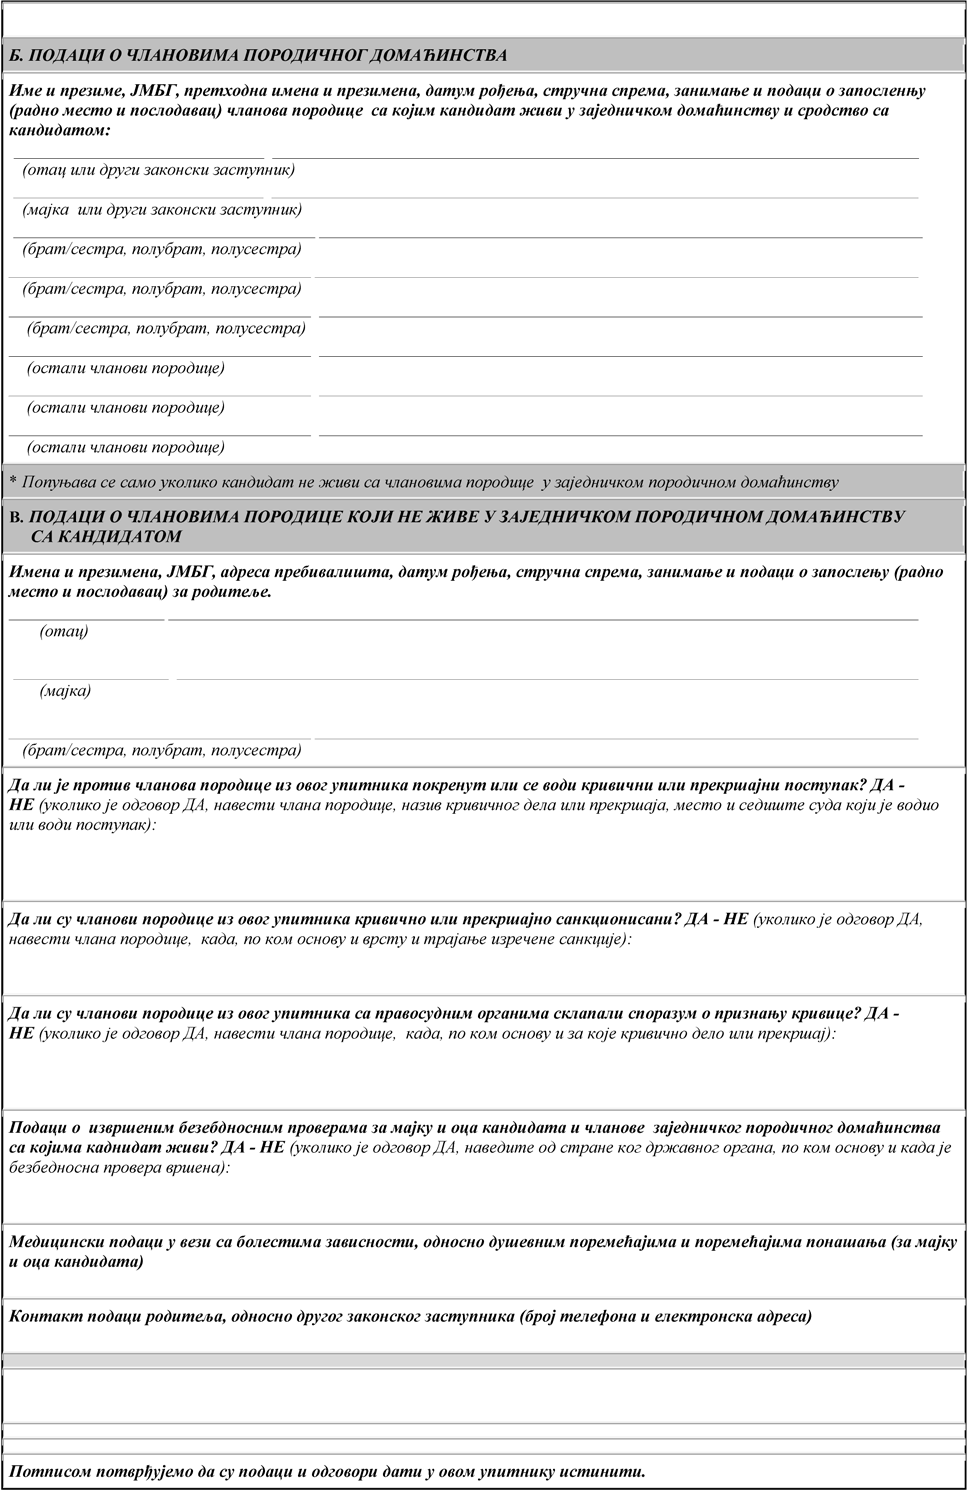 Б. ПОДАЦИ О ЧЛАНОВИМА ПОРОДИЧНОГ ДОМАЋИНСТВА
Име и презиме, ЈМБГ, претходна имена и презимена, датум рођења, стручна спрема, занимање и подаци о запосленњу
(радно место и послодавац) чланова породице са којим кандидат живи у заједничком домаћинству и сродство са
кандидатом:
(отац или други законски заступник)
(мајка или други законски заступник)
(брат/сестра, полубрат, полусестра)
(брат/сестра, полубрат, полусестра)
(брат/сестра, полубрат, полусестра)
(остали чланови породице)
(остали чланови породице)
(остали чланови породице)
* Попуњава се само уколико кандидат не живи са члановима породице у заједничком породичном домаћинству
В. ПОДАЦИ О ЧЛАНОВИМА ПОРОДИЦЕ КОЈИ НЕ ЖИВЕ У ЗАЈЕДНИЧКОМ ПОРОДИЧНОМ ДОМАЋИНСТВУ
СА КАНДИДАТОМ
Имена и презимена, ЈМБГ, адреса пребивалишта, датум рођења, стручна спрема, занимање и подаци о запослењу (радно
место и послодавац) за родитеље.
(отац)
(мајка)
(брат/сестра, полубрат, полусестра)
Да ли је против чланова породице из овог упитника покренут или се води кривични или прекршајни поступак? ДА -
НЕ (уколико је одговор ДА, навести члана породице, назив кривичног дела или прекршаја, место и седиште суда који је водио
или води поступак):
Да ли су чланови породице из овог упитника кривично или прекршајно санкционисани? ДА - НЕ (уколико је одговор ДА,
навести члана породице, када, по ком основу и врсту и трајање изречене санкције):
Да ли су чланови породице из овог упитника са правосудним органима склапали споразум о признању кривице? ДА -
НЕ (уколико је одговор ДА, навести члана породице, када, по ком основу и за које кривично дело или прекршај):
Подаци о извршеним безебдносним проверама за мајку и оца кандидата и чланове заједничког породичног домаћинства
са којима каднидат живи? ДА - НЕ (уколико је одговор ДА, наведите од стране ког државног органа, по ком основу и када је
безбедносна провера вршена):
Медицински подаци у вези са болестима зависности, односно душевним поремећајима и поремећајима понашања (за мајку
и оца кандидата)
Контакт подаци родитеља, односно другог законског заступника (број телефона и електронска адреса)
Потписом потврђујемо да су подаци и одговори дати у овом упитнику истинити.